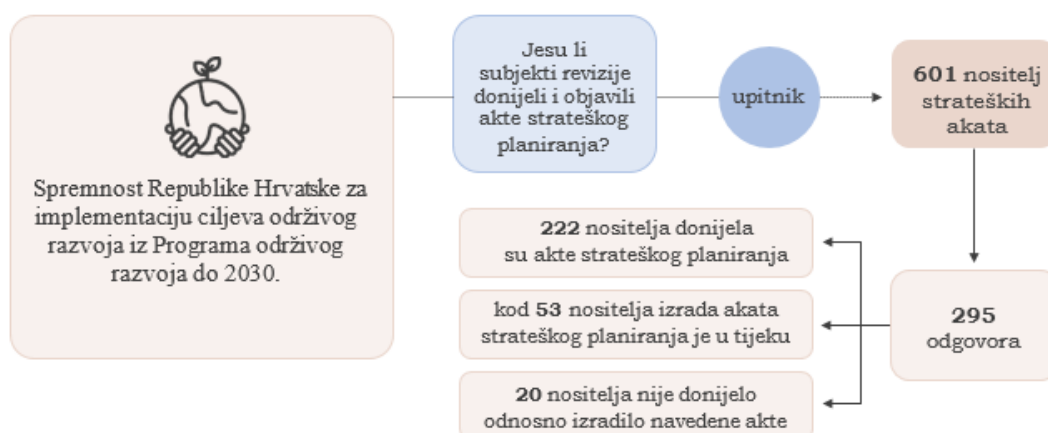 Spremnost Republike Hrvatske za
implementaciju ciljeva održivog
razvoja iz Programa održivog
razvoja do 2030.
Jesu li
subjekti revizije
donijeli i objavili
akte strateškog
planiranja?
upitnik
601 nositelj
strateških
akata
295
odgovora
222 nositelja donijela
su akte strateškog planiranja
kod 53 nositelja izrada akata
strateškog planiranja je u tijeku
20 nositelja nije donijelo
odnosno izradilo navedene akte